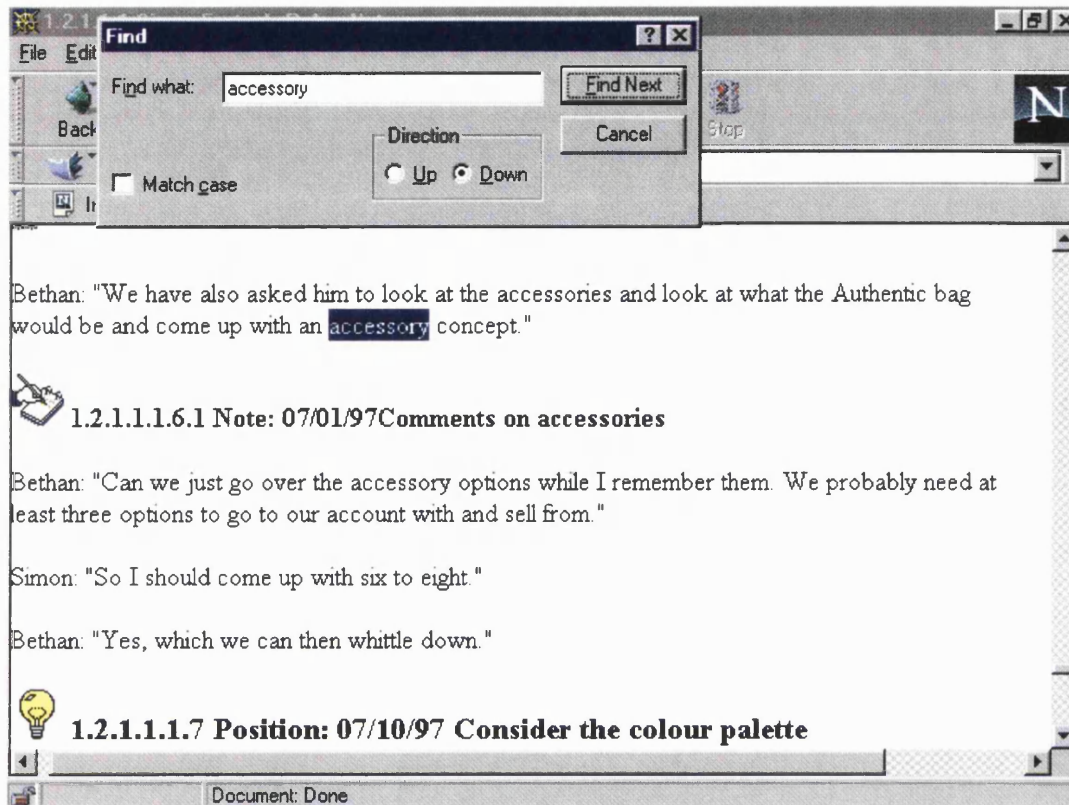 1.2.1
Find
File Edit
Find what: accessory
Find Next
Back
Direction
Cancel
Stop
N
Up Down
Match case
Bethan: "We have also asked him to look at the accessories and look at what the Authentic bag
would be and come up with an accessory concept."
1.2.1.1.1.6.1 Note: 07/01/97Comments on accessories
Bethan: "Can we just go over the accessory options while I remember them. We probably need at
least three options to go to our account with and sell from."
Simon: "So I should come up with six to eight."
Bethan: "Yes, which we can then whittle down."
1.2.1.1.1.7 Position: 07/10/97 Consider the colour palette
Document: Done